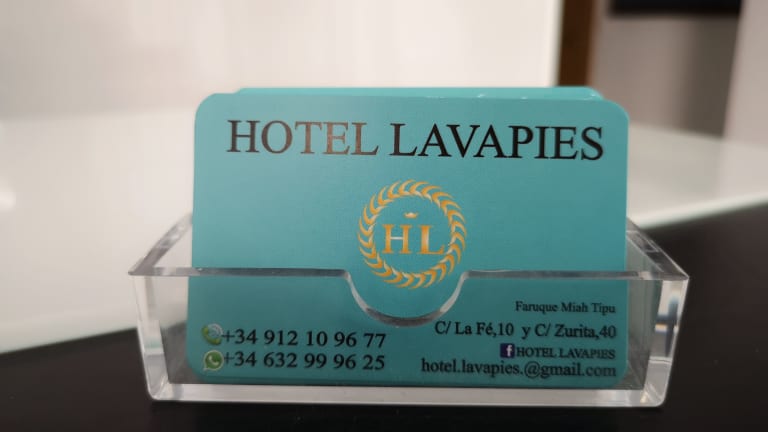 HOTEL LAVAPIES
HL
Faruque Miah Tipu
C/ La Fé,10 y C/ Zurita,40
+34 912 10 96 77
HOTEL LAVAPIES
+34 632 99 96 25
hotel.lavapies.@gmail.com